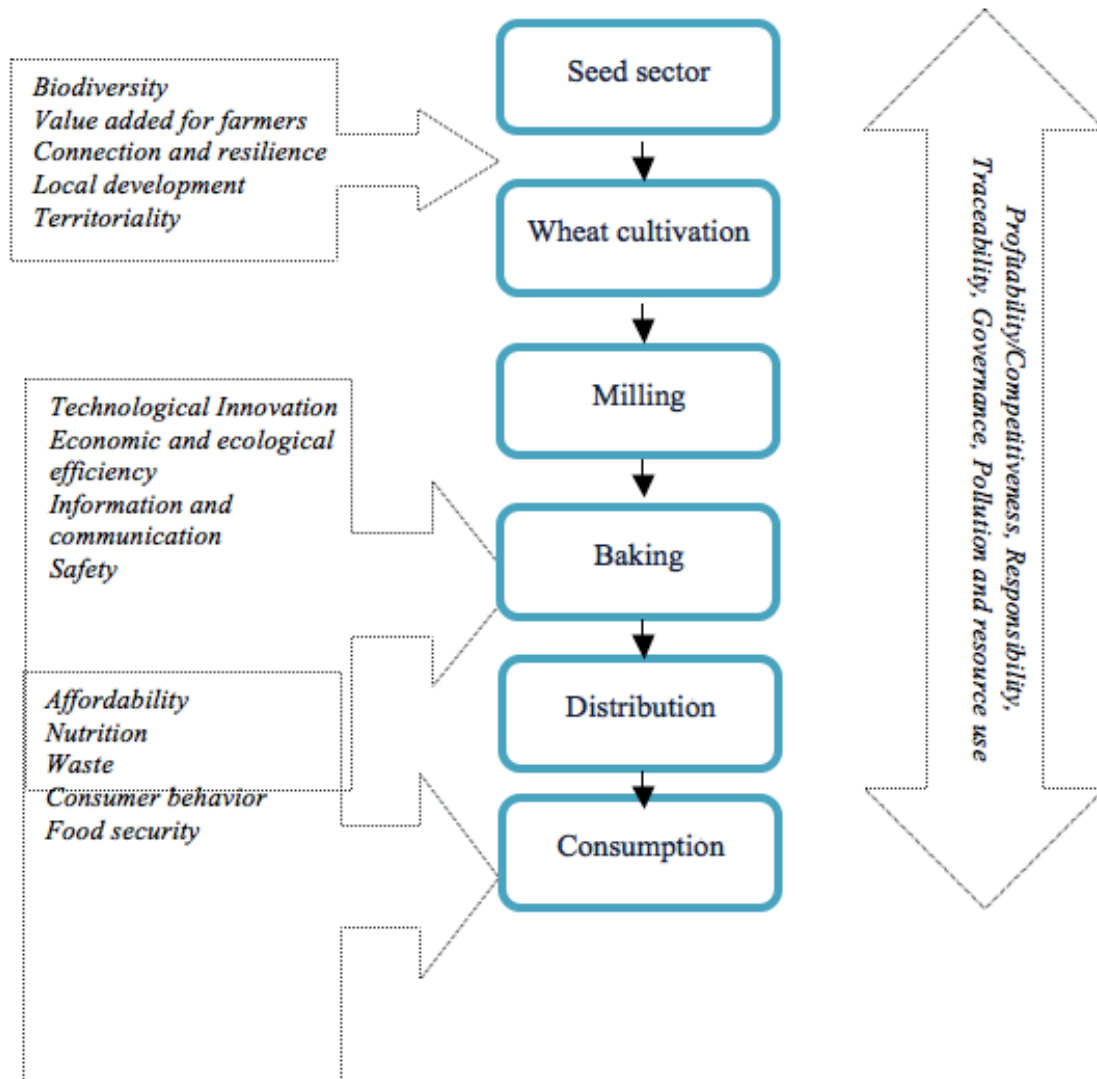 Seed sector
Biodiversity
Value added for farmers
Connection and resilience
Local development
Territoriality
Wheat cultivation
Milling
Technological Innovation
Economic and ecological
efficiency
Information and
communication
Safety
Baking
Affordability
Nutrition
Waste
Consumer behavior
Food security
Distribution
Consumption
Profitability/Competitiveness, Responsibility,
Traceability, Governance, Pollution and resource use